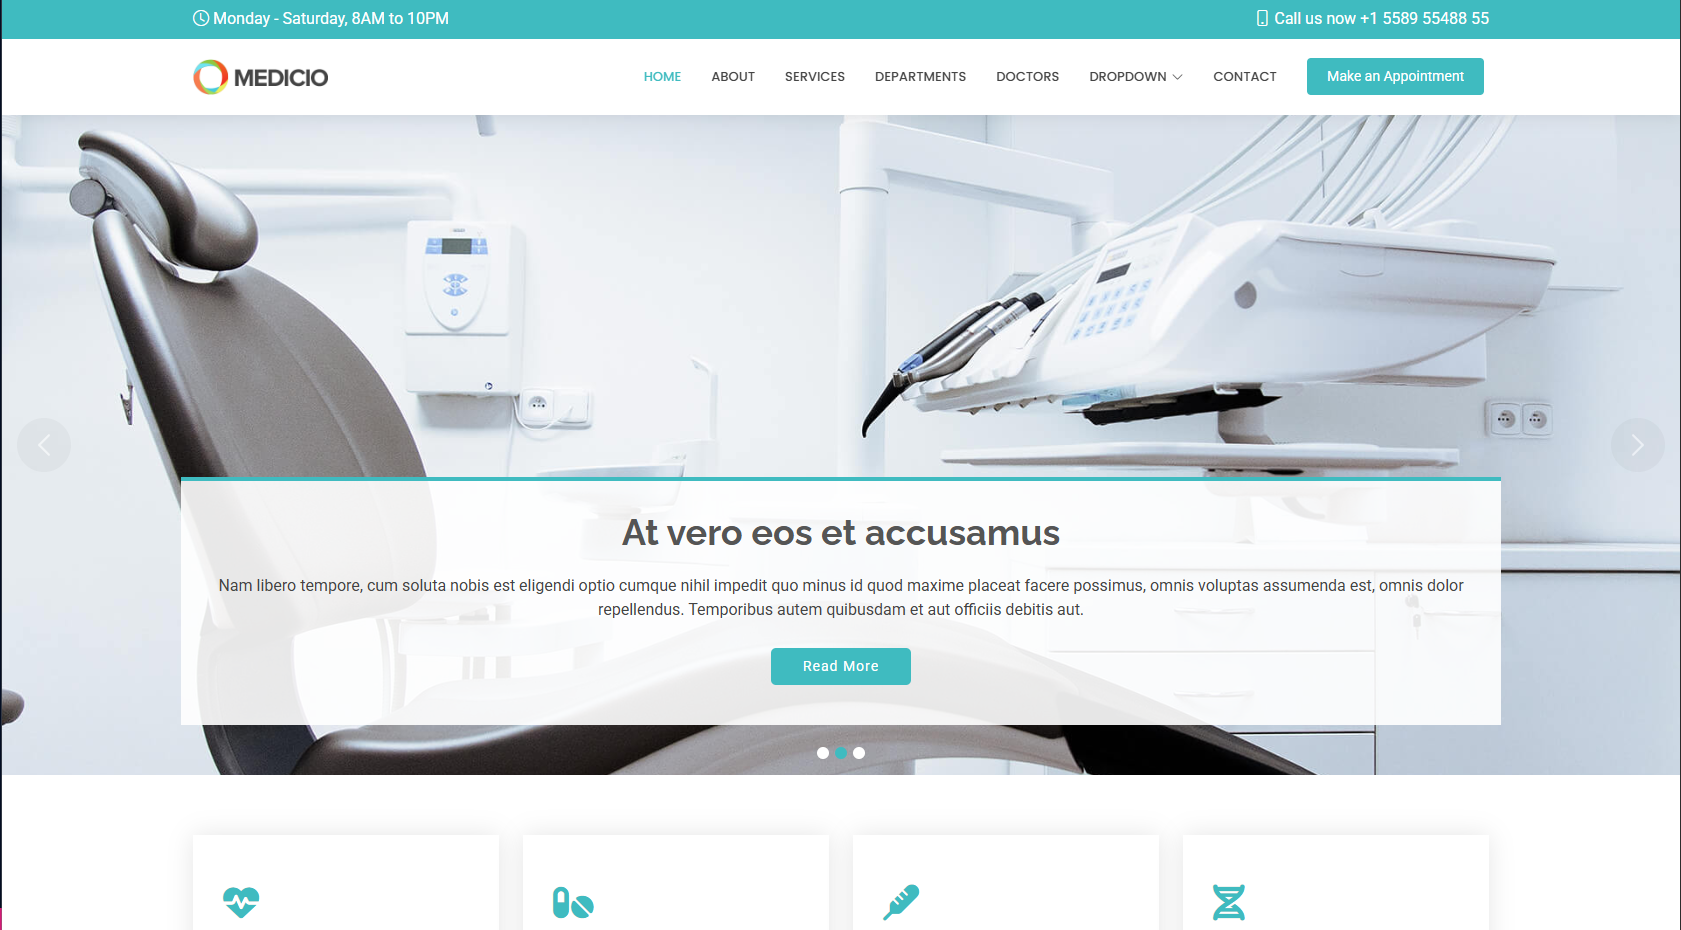 Monday - Saturday, 8AM to 10PM
Call us now +1 5589 55488 55
MEDICIO
HOME
ABOUT
SERVICES
DEPARTMENTS
DOCTORS
DROPDOWN
CONTACT
Make an Appointment
At vero eos et accusamus
Nam libero tempore, cum soluta nobis est eligendi optio cumque nihil impedit quo minus id quod maxime placeat facere possimus, omnis voluptas assumenda est, omnis dolor
repellendus. Temporibus autem quibusdam et aut officiis debitis aut.
Read More